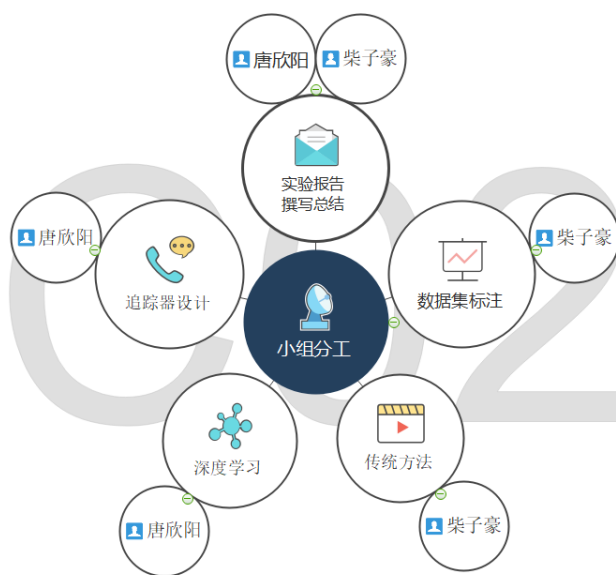 唐欣阳
柴子豪
实验报告
撰写总结
唐欣阳
追踪器设计
柴子豪
数据集标注
小组分工
深度学习
传统方法
唐欣阳
柴子豪
C02